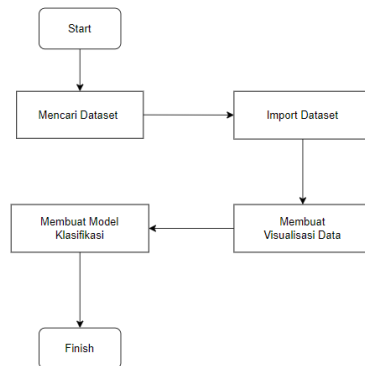 Start
Mencari Dataset
Import Dataset
Membuat
Visualisasi Data
Membuat Model
Klasifikasi
Finish